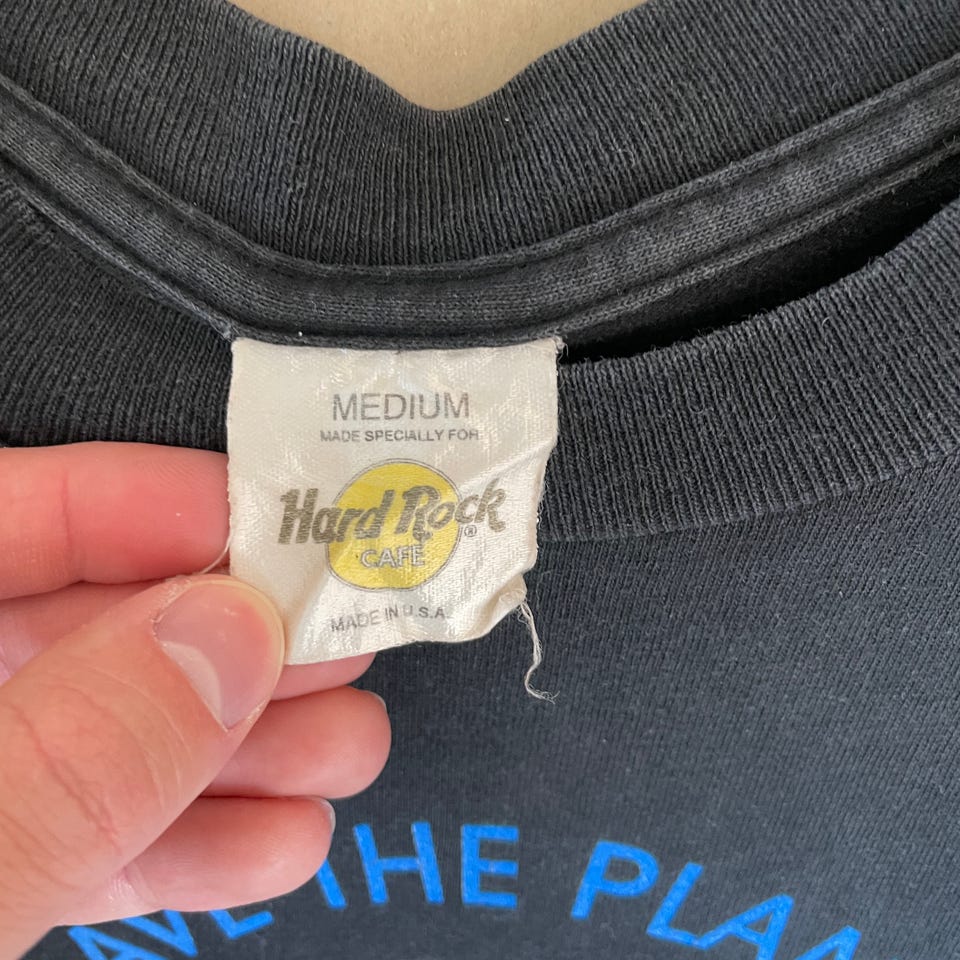 MEDIUM
MADE SPECIALLY FOR
Hard Rock ®
CAFE
MADE IN U.S.A.
THE